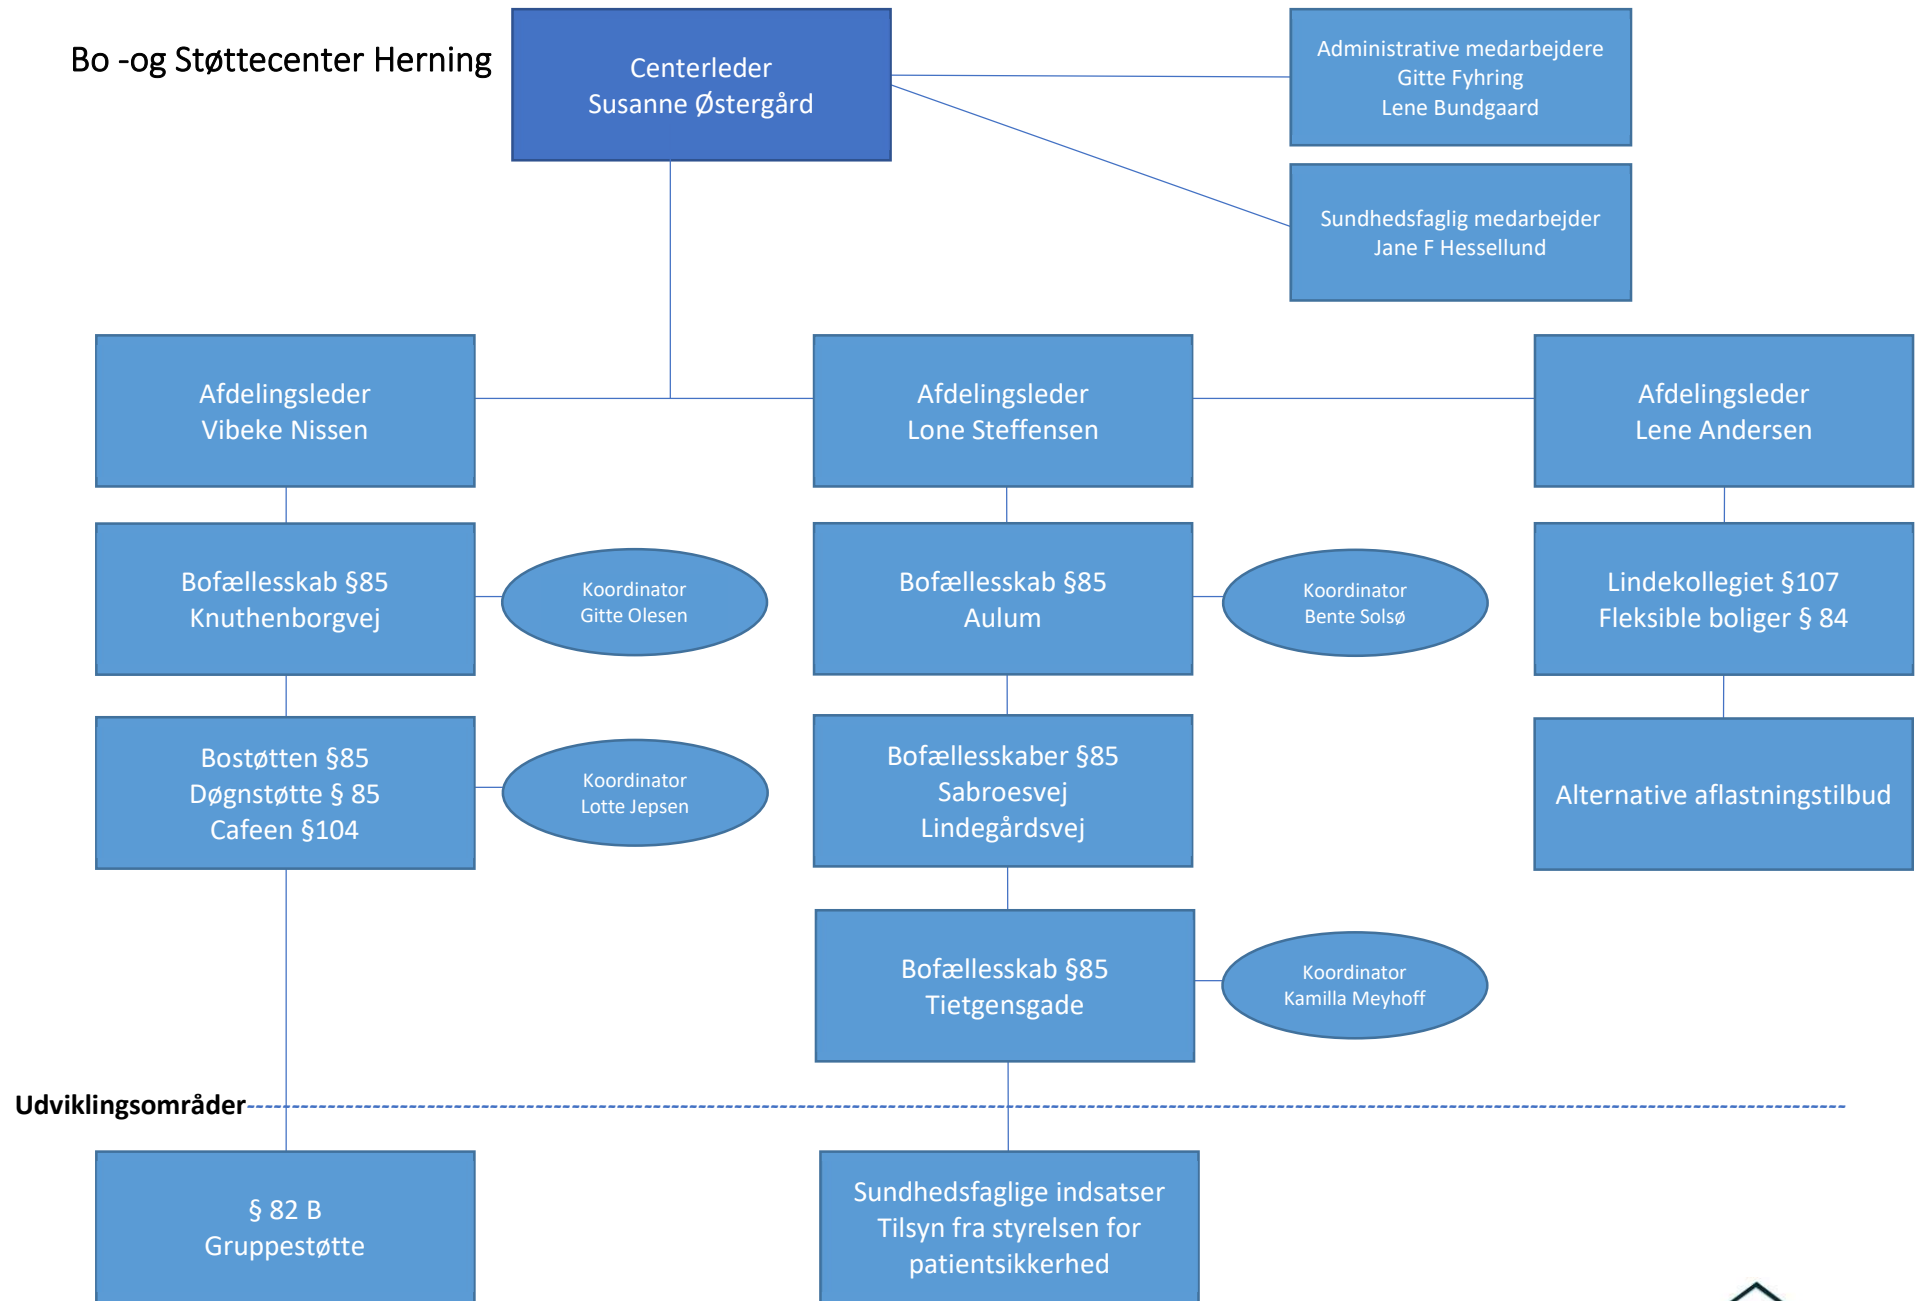 Bo -og Støttecenter Herning
Centerleder
Susanne Østergård
Administrative medarbejdere
Gitte Fyhring
Lene Bundgaard
Sundhedsfaglig medarbejder
Jane F Hessellund
Afdelingsleder
Vibeke Nissen
Afdelingsleder
Lone Steffensen
Afdelingsleder
Lene Andersen
Bofællesskab §85
Knuthenborgvej
Koordinator
Gitte Olesen
Bofællesskab §85
Aulum
Koordinator
Bente Solsø
Lindekollegiet §107
Fleksible boliger § 84
Bostøtten §85
Døgnstøtte § 85
Cafeen §104
Koordinator
Lotte Jepsen
Bofællesskaber §85
Sabroesvej
Lindegårdsvej
Alternative aflastningstilbud
Bofællesskab §85
Tietgensgade
Koordinator
Kamilla Meyhoff
Udviklingsområder
§ 82 B
Gruppestøtte
Sundhedsfaglige indsatser
Tilsyn fra styrelsen for
patientsikkerhed